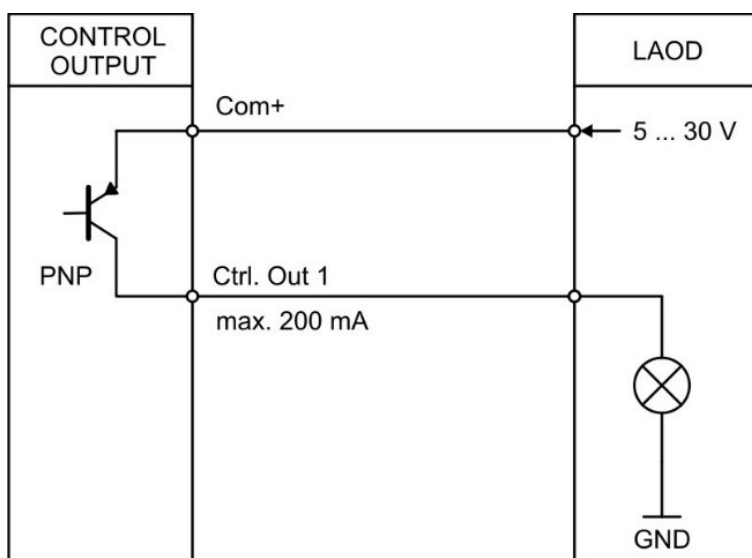 CONTROL
OUTPUT
LAOD
Com+
5 ... 30 V
PNP
Ctrl. Out 1
max. 200 mA
GND